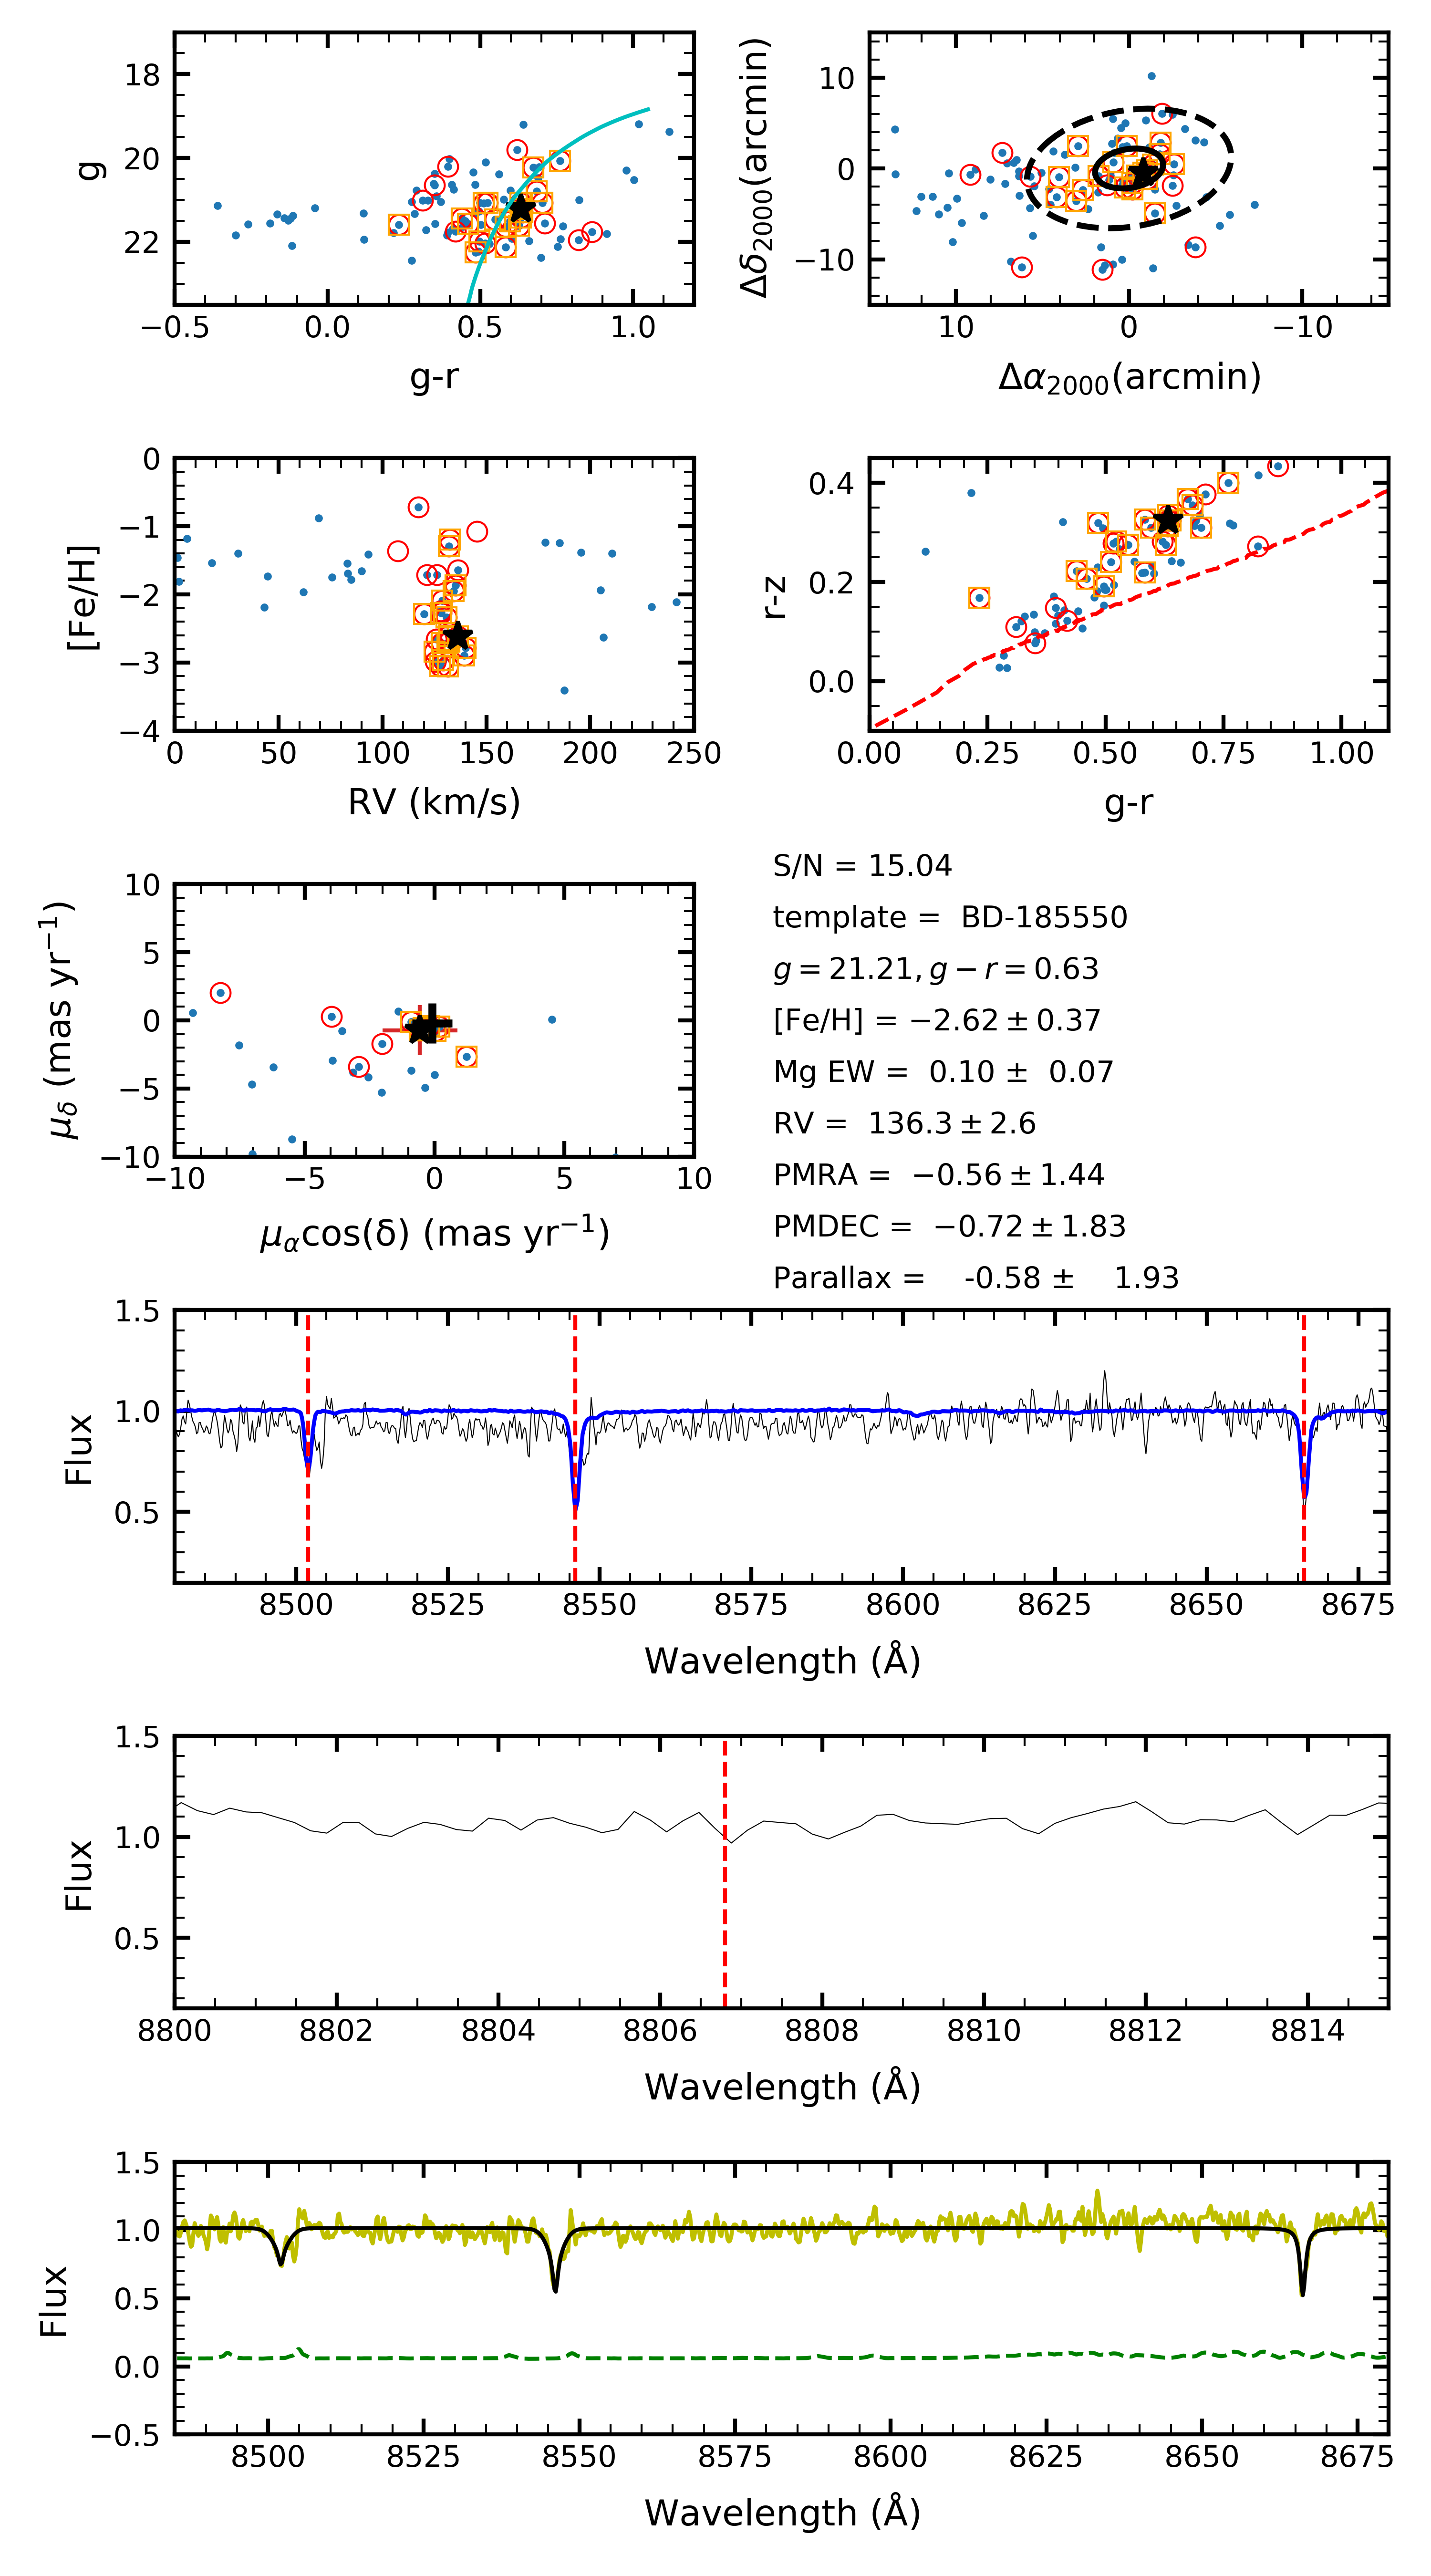 18
20
22
g
−0.5 0.0 0.5 1.0
g-r
10
0
−10
Δδ2000(arcmin)
10 0 −10
Δα2000(arcmin)
0
−1
−2
−3
−4
[Fe/H]
0 50 100 150 200 250
RV (km/s)
0.4
0.2
0.0
r-z
0.00 0.25 0.50 0.75 1.00
g-r
10
5
0
−5
−10
μδ (mas yr−1)
−10 −5 0 5 10
μαcos(δ) (mas yr−1)
S/N = 15.04
template = BD-185550
g = 21.21, g − r = 0.63
[Fe/H] = −2.62 ± 0.37
Mg EW = 0.10 ± 0.07
RV = 136.3 ± 2.6
PMRA = −0.56 ± 1.44
PMDEC = −0.72 ± 1.83
Parallax = -0.58 ± 1.93
1.5
1.0
0.5
Flux
8500 8525 8550 8575 8600 8625 8650 8675
Wavelength (Å)
1.5
1.0
0.5
Flux
8800 8802 8804 8806 8808 8810 8812 8814
Wavelength (Å)
1.5
1.0
0.5
0.0
−0.5
Flux
8500 8525 8550 8575 8600 8625 8650 8675
Wavelength (Å)